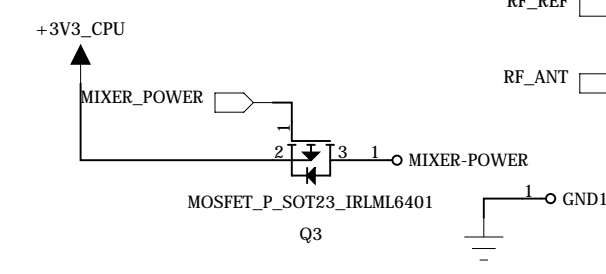 RF_REF
+3V3_CPU
RF_ANT
MIXER_POWER
1
2
3
1
MIXER-POWER
MOSFET_P_SOT23_IRLML6401
1
GND1
Q3